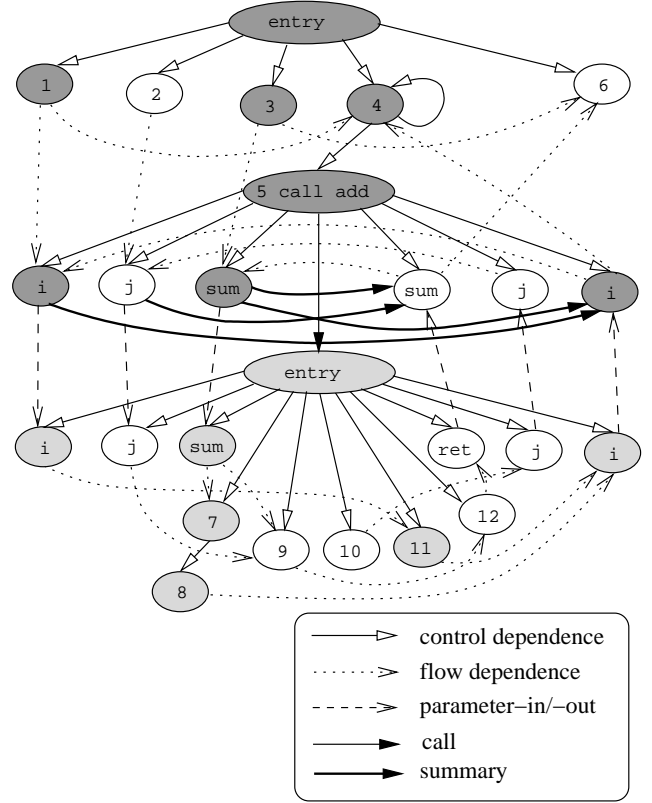 entry
1
2
3
4
6
5 call add
i
j
sum
sum
j
i
entry
i
j
sum
ret
j
i
7
9
10
11
12
8
control dependence
flow dependence
parameter–in/–out
call
summary